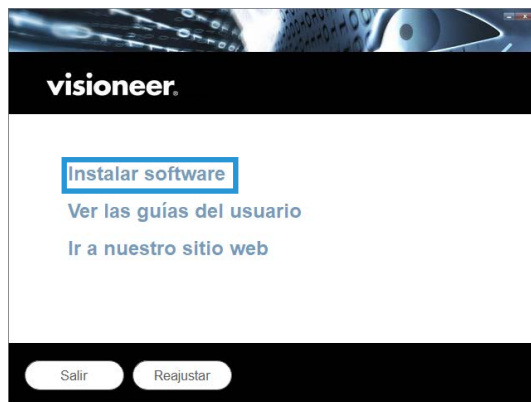 visioneer.
Instalar software
Ver las guías del usuario
Ir a nuestro sitio web
Salir
Reajustar